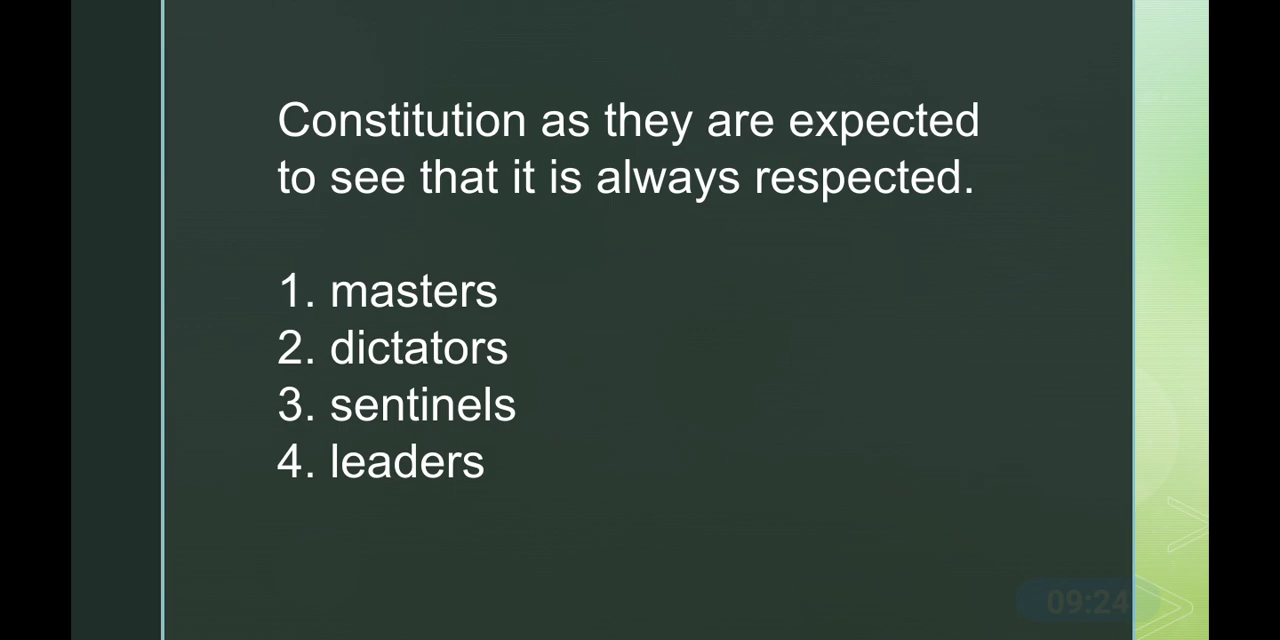 Constitution as they are expected
to see that it is always respected.
1. masters
2. dictators
3. sentinels
4. leaders
09:24